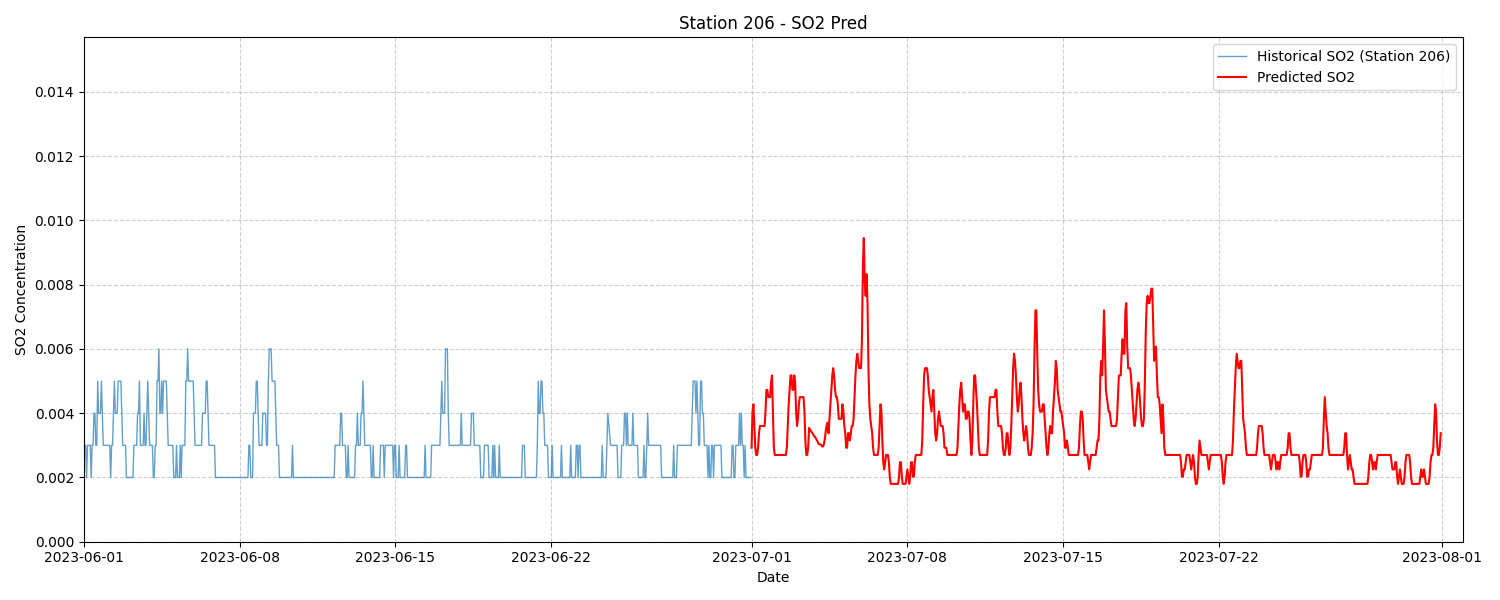 Station 206 - SO2 Pred
Historical SO2 (Station 206)
Predicted SO2
SO2 Concentration
0.014
0.012
0.010
0.008
0.006
0.004
0.002
0.000
2023-06-01 2023-06-08 2023-06-15 2023-06-22 2023-07-01 2023-07-08 2023-07-15 2023-07-22 2023-08-01
Date